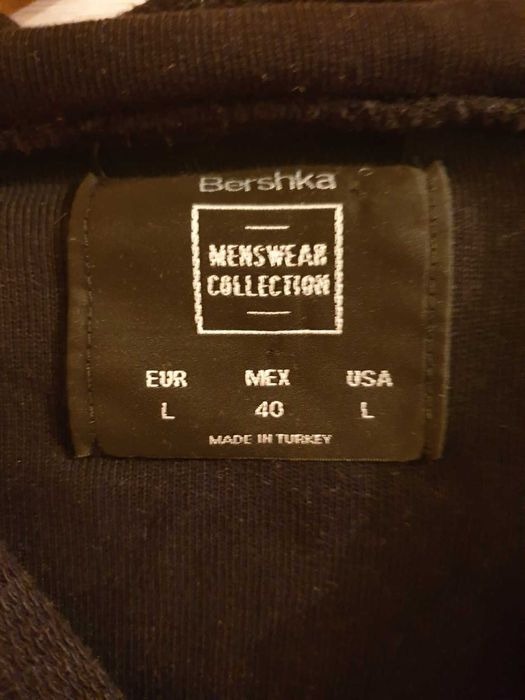 Bershka
MENSWEAR
COLLECTION
EUR MEX USA
L 40 L
MADE IN TURKEY